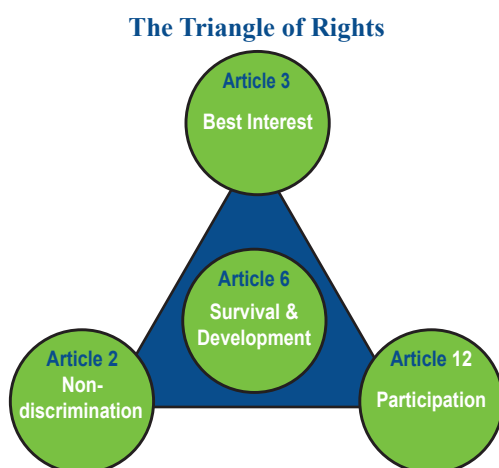 The Triangle of Rights
Article 3
Best Interest
Article 6
Survival &
Development
Article 2
Non-
discrimination
Article 12
Participation